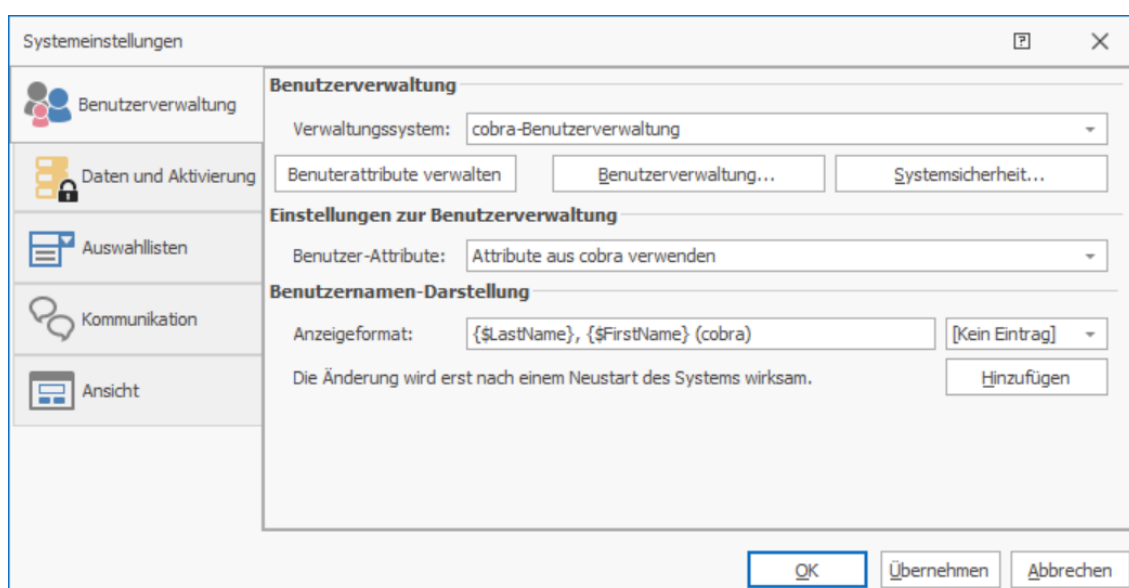 Systemeinstellungen
Benutzerverwaltung
Daten und Aktivierung
Auswahllisten
Kommunikation
Ansicht
Benutzerverwaltung
Verwaltungssystem: cobra-Benutzerverwaltung
Benuterattribute verwalten Benutzerverwaltung... Systemsicherheit...
Einstellungen zur Benutzerverwaltung
Benutzer-Attribute: Attribute aus cobra verwenden
Benutzernamen-Darstellung
Anzeigeformat: {$LastName}, {$FirstName} (cobra) [Kein Eintrag]
Die Änderung wird erst nach einem Neustart des Systems wirksam. Hinzufügen
OK Übernehmen Abbrechen